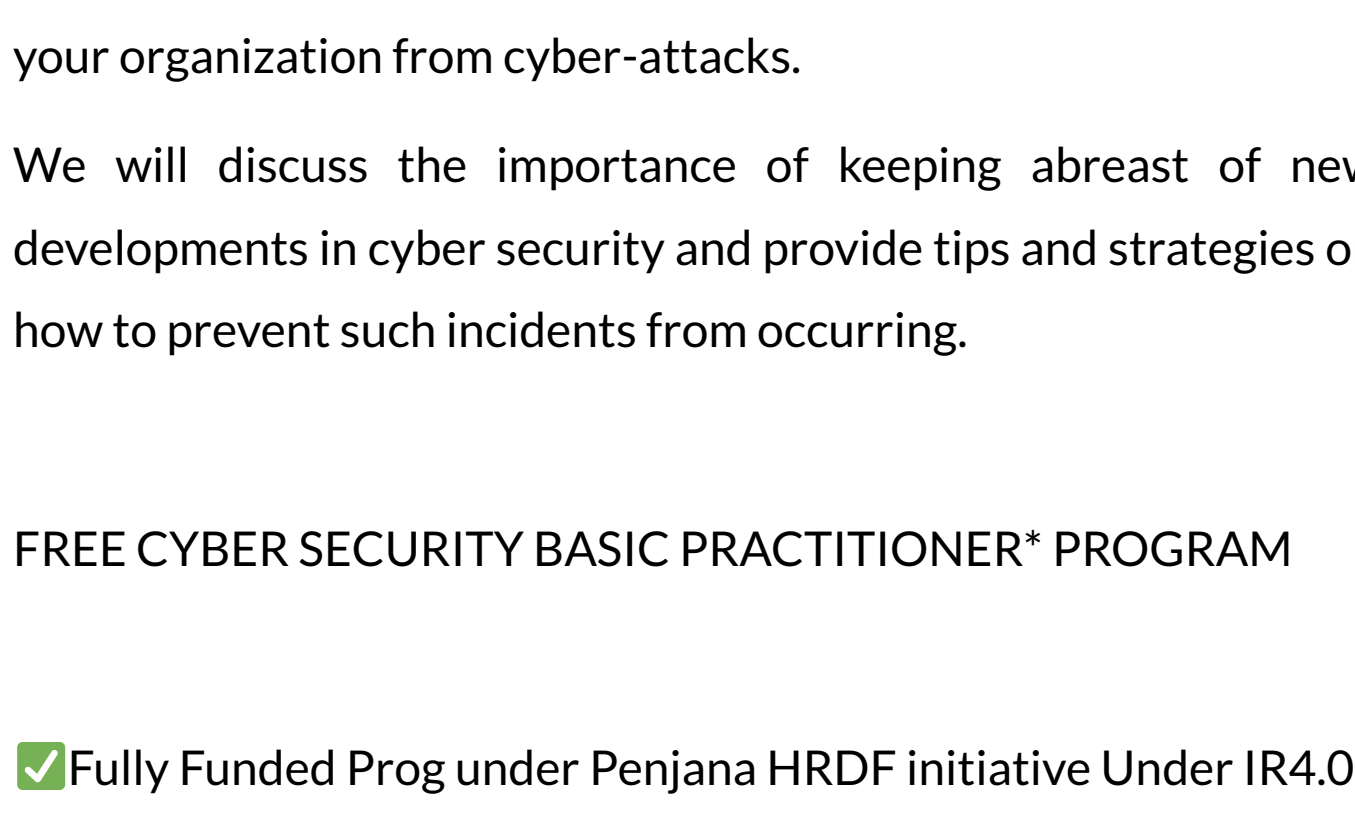 your organization from cyber-attacks.
We will discuss the importance of keeping abreast of
developments in cyber security and provide tips and strategies
how to prevent such incidents from occurring.
FREE CYBER SECURITY BASIC PRACTITIONER* PROGRAM
✅Fully Funded Prog under Penjana HRDF initiative Under IR4.0